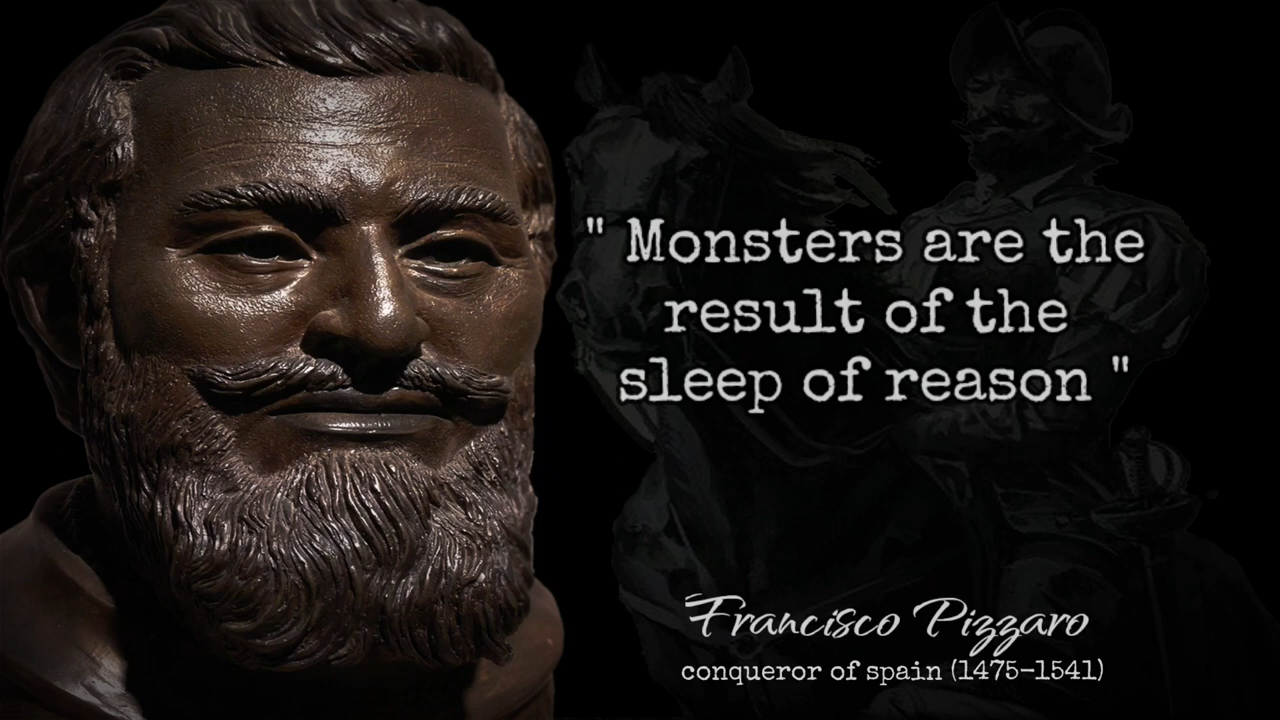 " Monsters are the
result of the
sleep of reason "
Francisco Pizzaro
conqueror of spain (1475-1541)